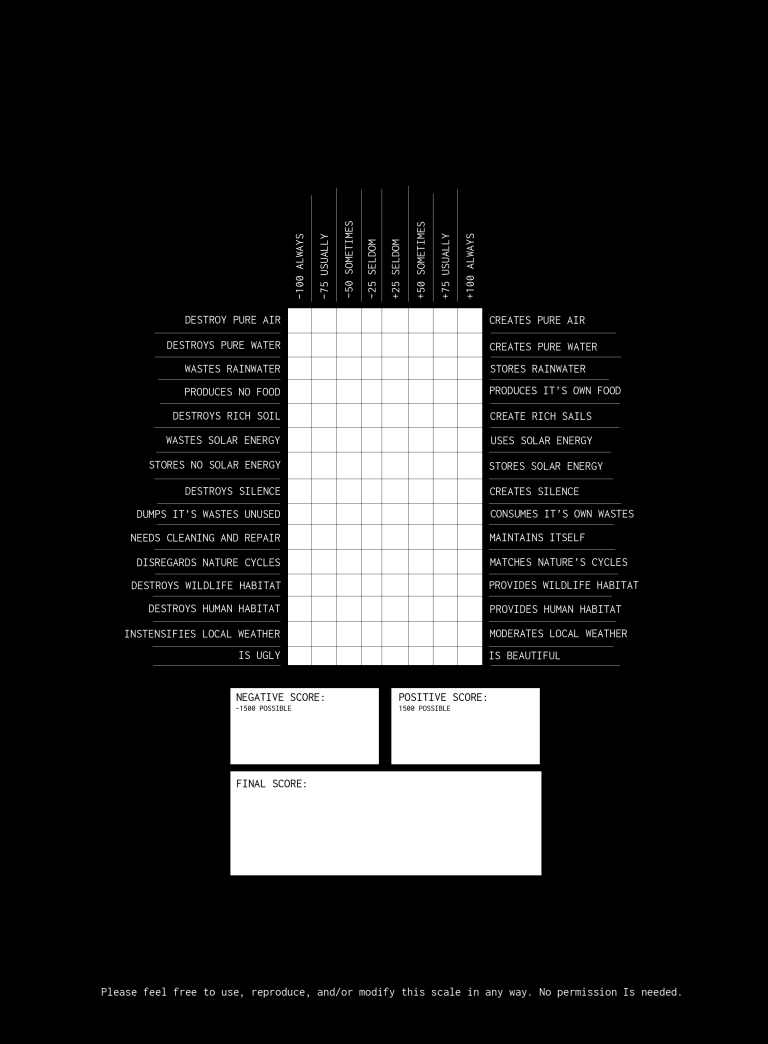 -100 ALWAYS
-75 USUALLY
-50 SOMETIMES
-25 SELDOM
+25 SELDOM
+50 SOMETIMES
+75 USUALLY
+100 ALWAYS
DESTROY PURE AIR CREATES PURE AIR
DESTROYS PURE WATER CREATES PURE WATER
WASTES RAINWATER STORES RAINWATER
PRODUCES NO FOOD PRODUCES IT'S OWN FOOD
DESTROYS RICH SOIL CREATE RICH SAILS
WASTES SOLAR ENERGY USES SOLAR ENERGY
STORES NO SOLAR ENERGY STORES SOLAR ENERGY
DESTROYS SILENCE CREATES SILENCE
DUMPS IT'S WASTES UNUSED CONSUMES IT'S OWN WASTES
NEEDS CLEANING AND REPAIR MAINTAINS ITSELF
DISREGARDS NATURE CYCLES MATCHES NATURE'S CYCLES
DESTROYS WILDLIFE HABITAT PROVIDES WILDLIFE HABITAT
DESTROYS HUMAN HABITAT PROVIDES HUMAN HABITAT
INSTENSIFIES LOCAL WEATHER MODERATES LOCAL WEATHER
IS UGLY IS BEAUTIFUL
NEGATIVE SCORE:
-1500 POSSIBLE
POSITIVE SCORE:
1500 POSSIBLE
FINAL SCORE:
Please feel free to use, reproduce, and/or modify this scale in any way. No permission Is needed.